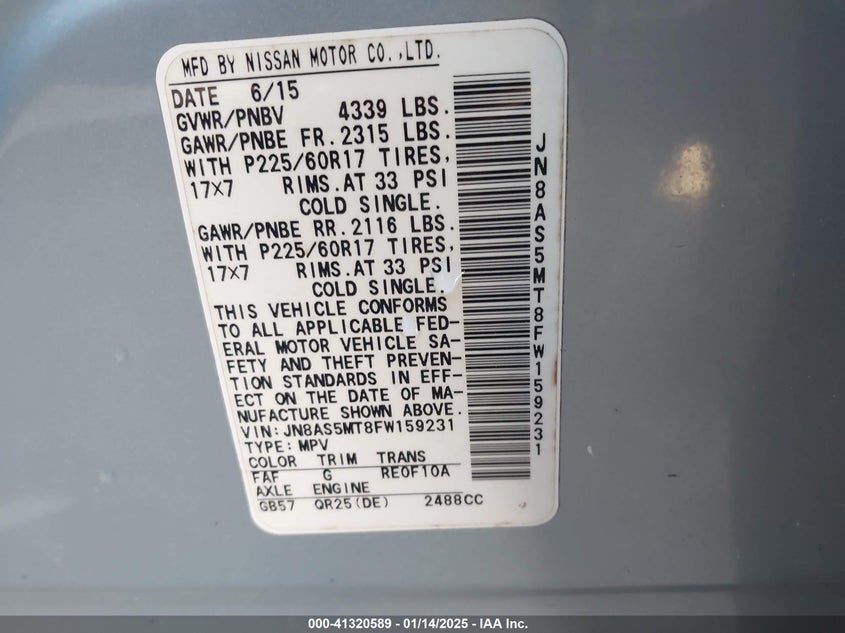 MFD BY NISSAN MOTOR CO.,LTD.
DATE 6/15
GVWR/PNBV 4339 LBS.
GAWR/PNBE FR.2315 LBS.
WITH P225/60R17 TIRES,
17×7 RIMS.AT 33 PSI
COLD SINGLE.
GAWR/PNBE RR.2116 LBS.
WITH P225/60R17 TIRES,
17×7 RIMS.AT 33 PSI
COLD SINGLE.
THIS VEHICLE CONFORMS
TO ALL APPLICABLE FED-
ERAL MOTOR VEHICLE SA-
FETY AND THEFT PREVEN-
TION STANDARDS IN EFF-
ECT ON THE DATE OF MA-
NUFACTURE SHOWN ABOVE.
VIN:JN8AS5MT8FW159231
TYPE:MPV
COLOR TRIM TRANS
FAF G RE0F10A
AXLE ENGINE
GB57 QR25(DE) 2488CC
JN8AS5MT8FW159231
000-41320589 - 01/14/2025 - IAA Inc.